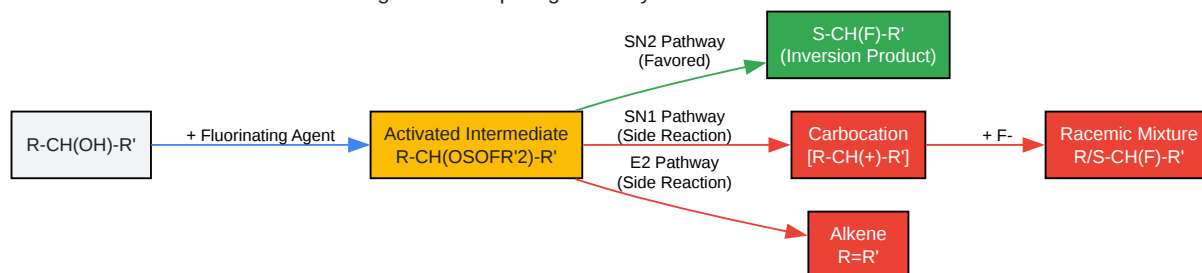 R-CH(OH)-R'
+ Fluorinating Agent
Activated Intermediate
R-CH(OSOFR'2)-R'
SN2 Pathway
(Favored)
S-CH(F)-R'
(Inversion Product)
SN1 Pathway
(Side Reaction)
Carbocation
[R-CH(+)-R']
+ F-
Racemic Mixture
R/S-CH(F)-R'
E2 Pathway
(Side Reaction)
Alkene
R=R'